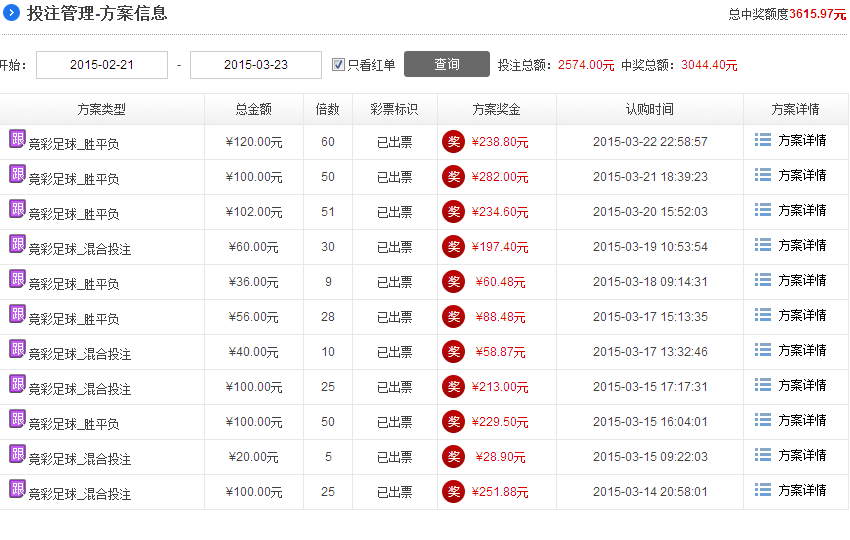 投注管理-方案信息 总中奖额度3615.97元
开始： 2015-02-21 - 2015-03-23 只看红单 查询 投注总额：2574.00元 中奖总额：3044.40元
方案类型 总金额 倍数 彩票标识 方案奖金 认购时间 方案详情
跟 竞彩足球_胜平负 ¥120.00元 60 已出票 奖 ¥238.80元 2015-03-22 22:58:57 方案详情
跟 竞彩足球_胜平负 ¥100.00元 50 已出票 奖 ¥282.00元 2015-03-21 18:39:23 方案详情
跟 竞彩足球_胜平负 ¥102.00元 51 已出票 奖 ¥234.60元 2015-03-20 15:52:03 方案详情
跟 竞彩足球_混合投注 ¥60.00元 30 已出票 奖 ¥197.40元 2015-03-19 10:53:54 方案详情
跟 竞彩足球_胜平负 ¥36.00元 9 已出票 奖 ¥60.48元 2015-03-18 09:14:31 方案详情
跟 竞彩足球_胜平负 ¥56.00元 28 已出票 奖 ¥88.48元 2015-03-17 15:13:35 方案详情
跟 竞彩足球_混合投注 ¥40.00元 10 已出票 奖 ¥58.87元 2015-03-17 13:32:46 方案详情
跟 竞彩足球_混合投注 ¥100.00元 25 已出票 奖 ¥213.00元 2015-03-15 17:17:31 方案详情
跟 竞彩足球_胜平负 ¥100.00元 50 已出票 奖 ¥229.50元 2015-03-15 16:04:01 方案详情
跟 竞彩足球_混合投注 ¥20.00元 5 已出票 奖 ¥28.90元 2015-03-15 09:22:03 方案详情
跟 竞彩足球_混合投注 ¥100.00元 25 已出票 奖 ¥251.88元 2015-03-14 20:58:01 方案详情